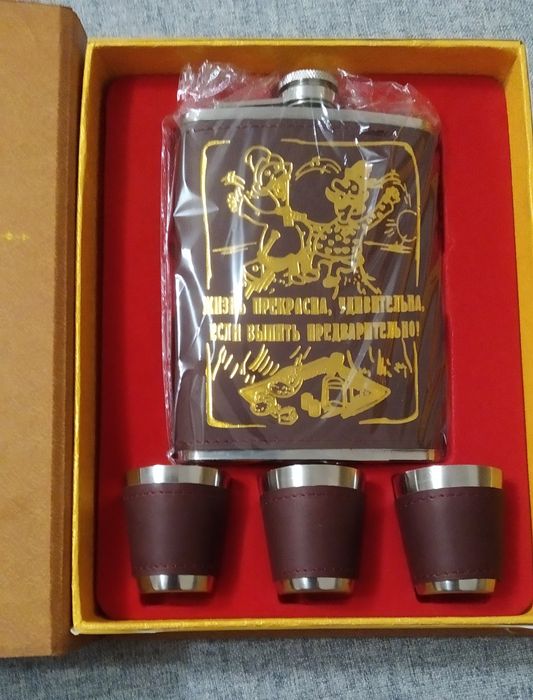 ЖИЗНЬ ПРЕКРАСНА, УДИВИТЕЛЬНА,
ЕСЛИ ВЫПИТЬ ПРЕДВАРИТЕЛЬНО!